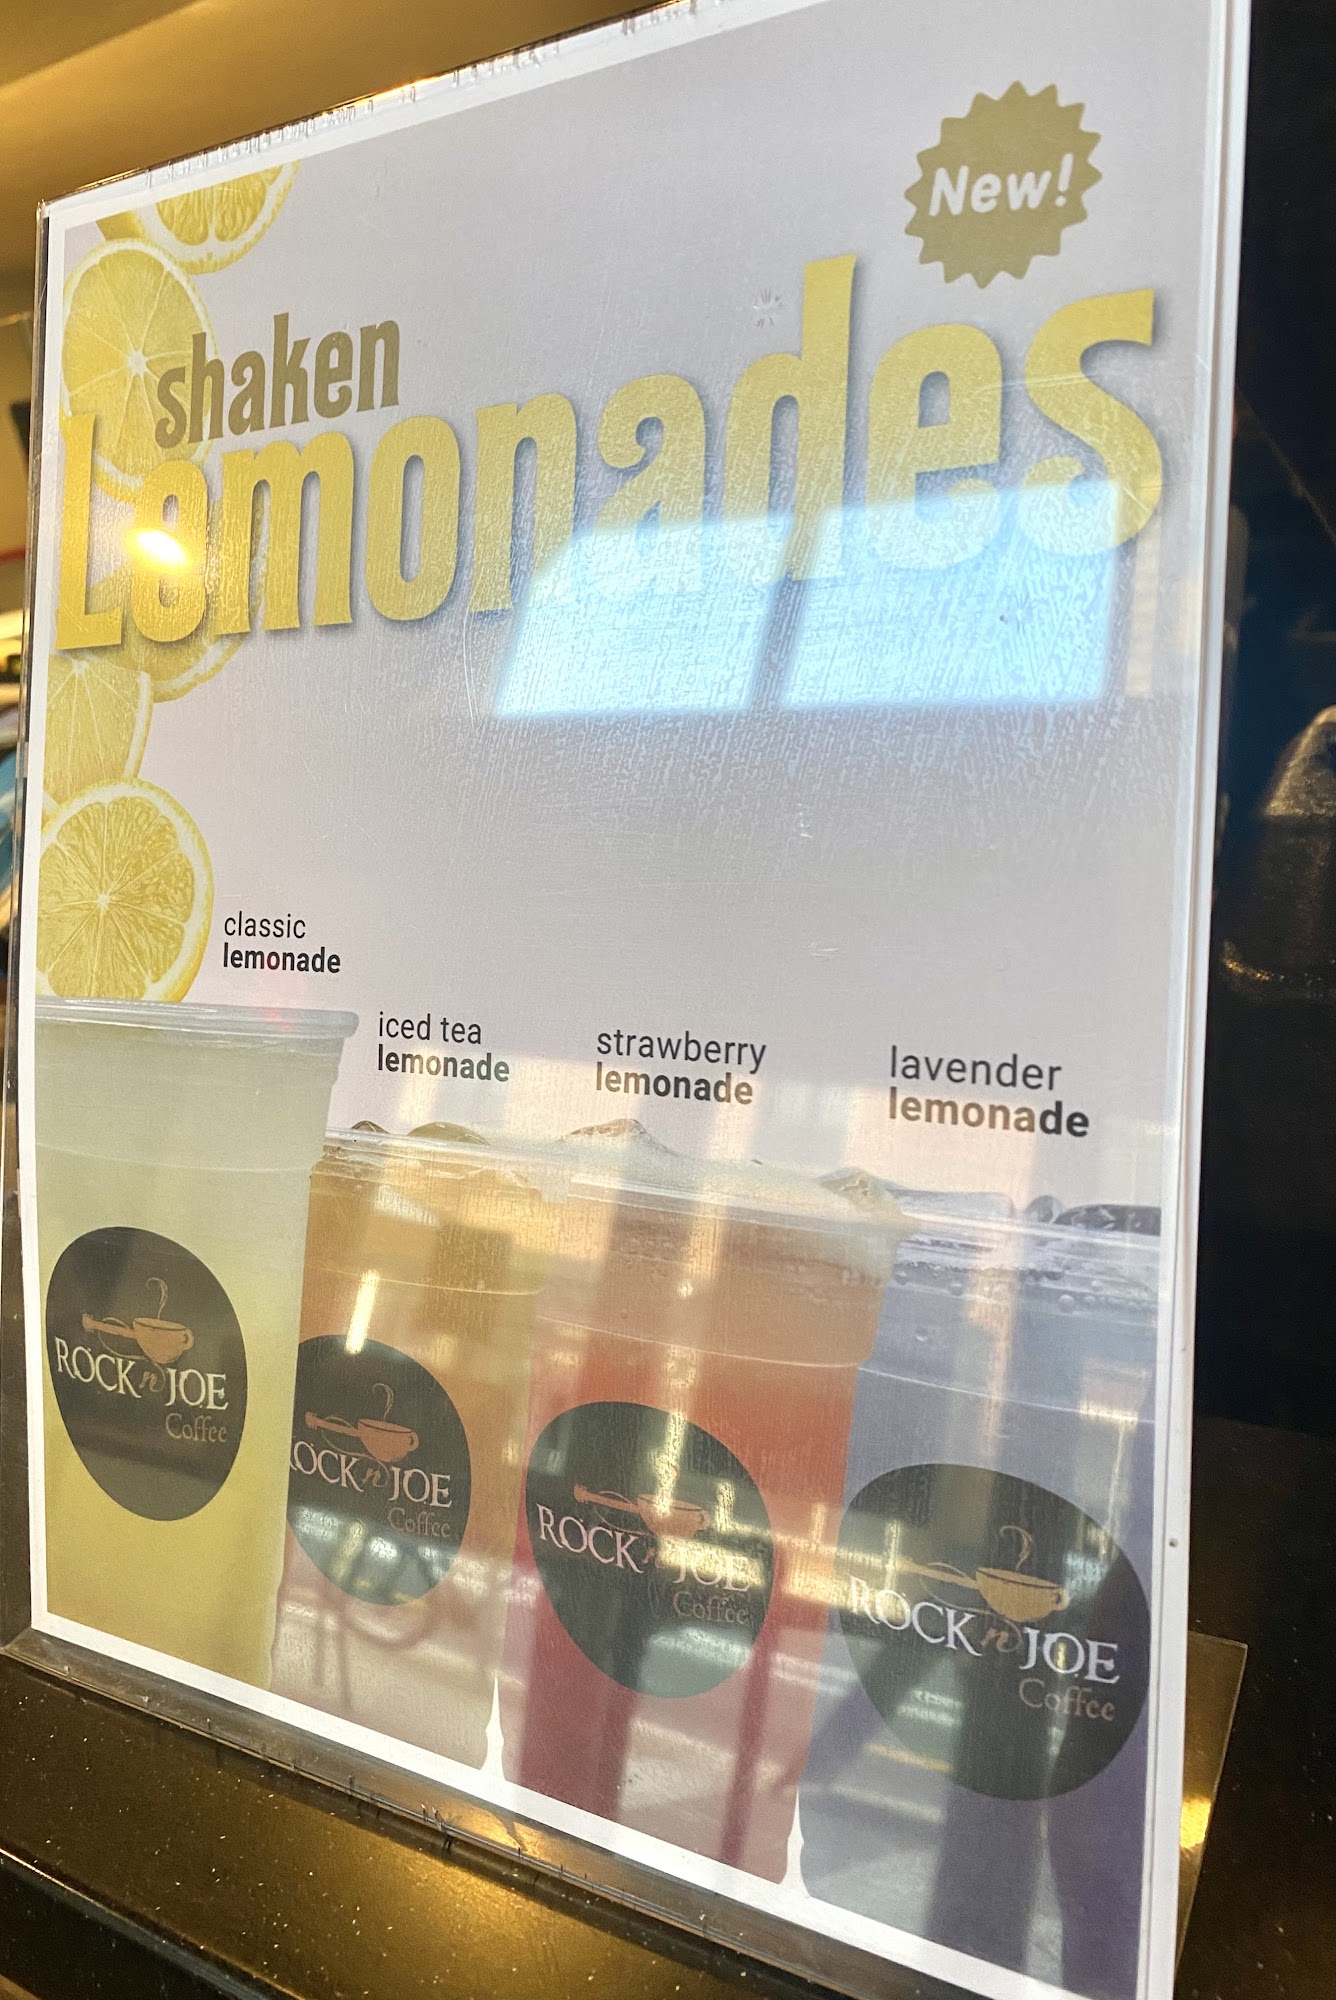 New!
shaken
Lemonades
classic
lemonade
iced tea
lemonade
strawberry
lemonade
lavender
lemonade
ROCK n JOE
Coffee
ROCK n JOE
Coffee
ROCK n JOE
Coffee
ROCK n JOE
Coffee